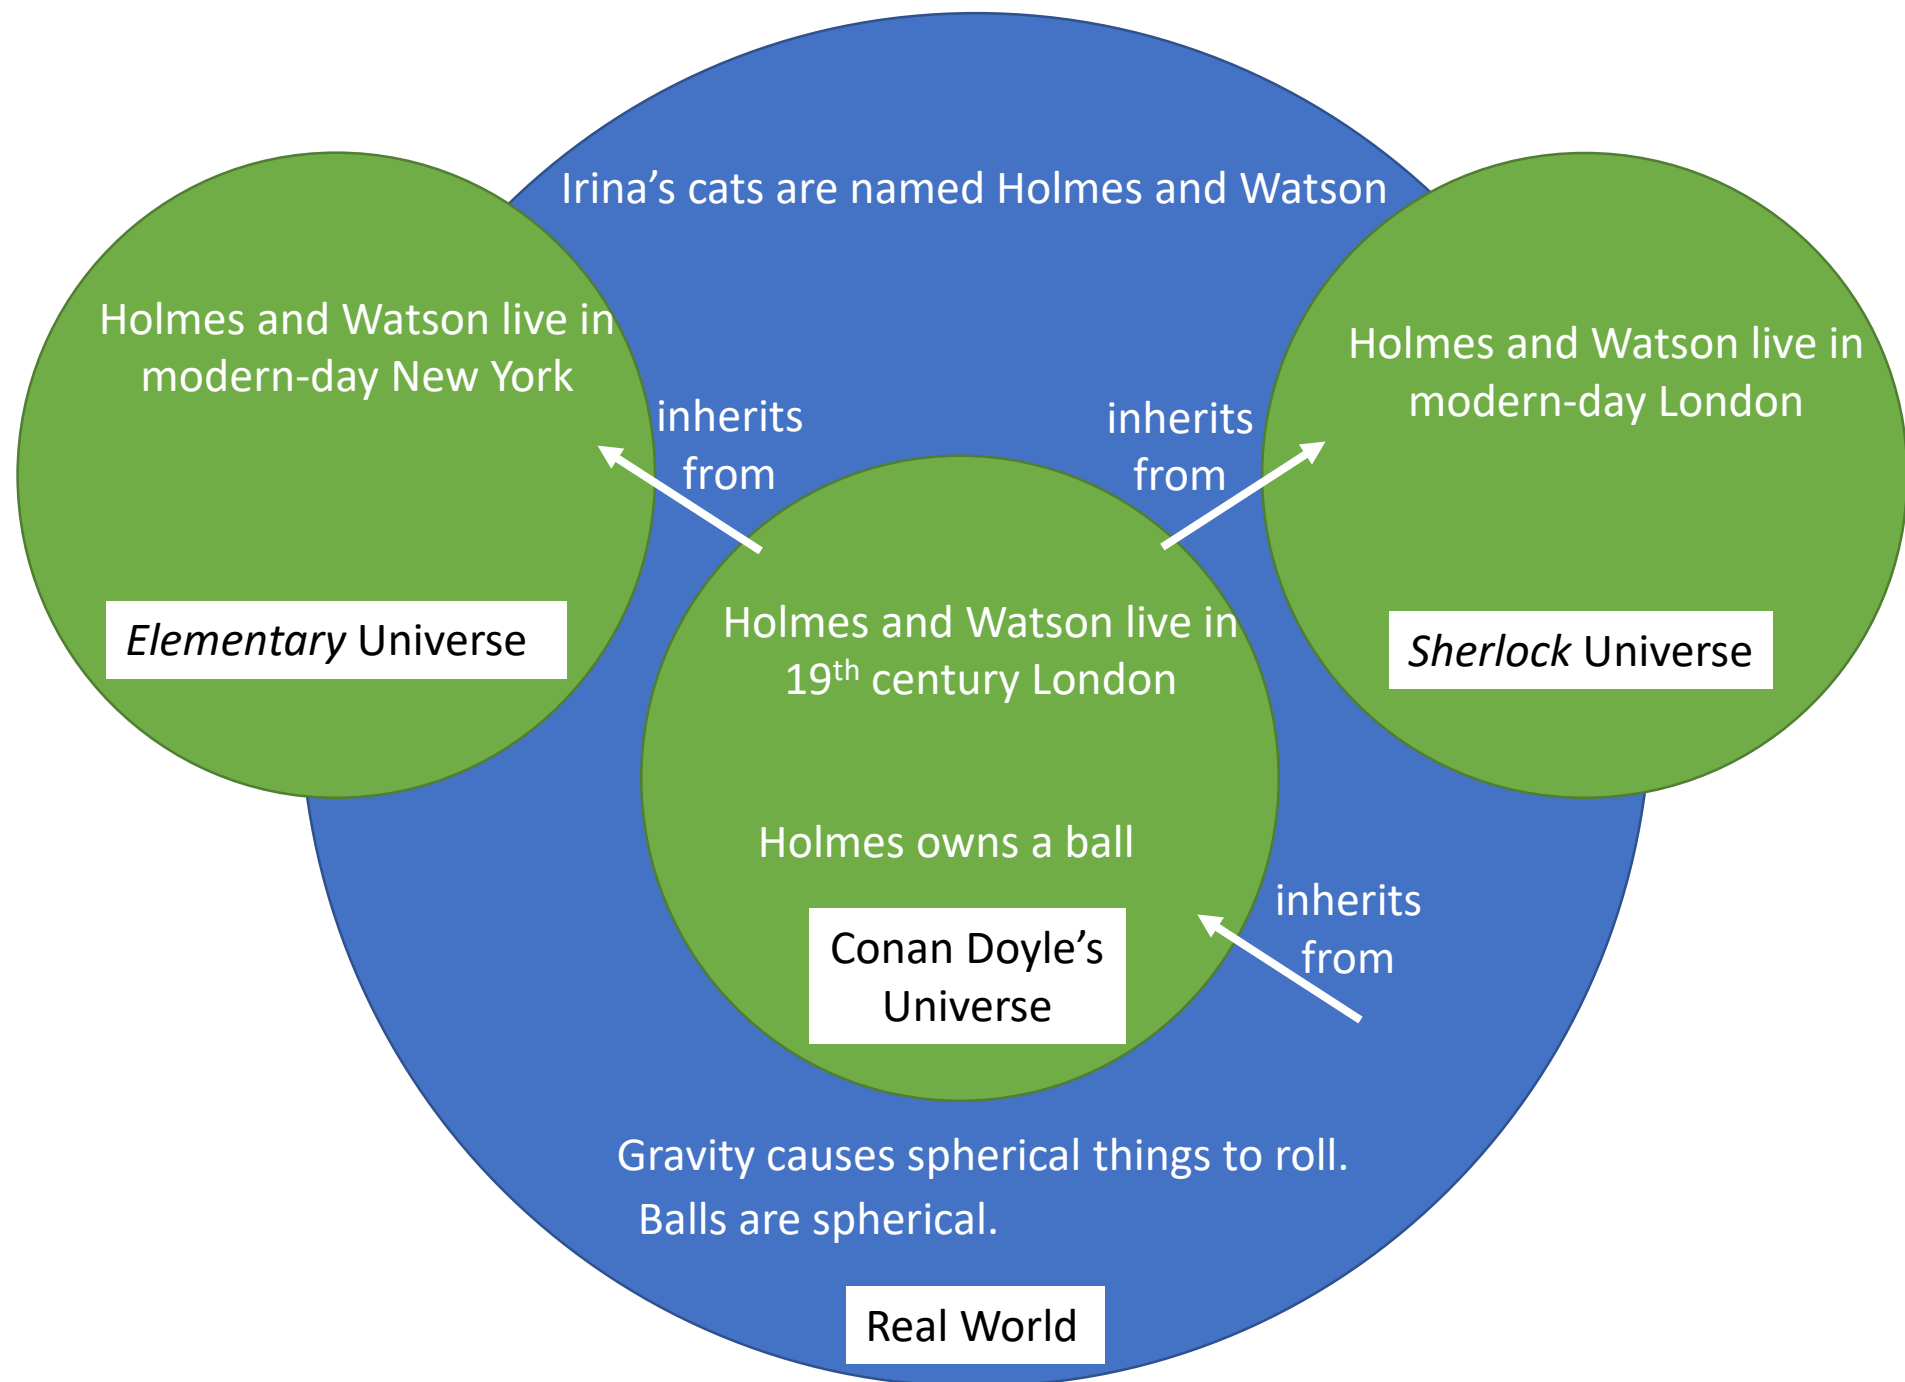 Irina’s cats are named Holmes and Watson
Holmes and Watson live in
modern-day New York
inherits
from
Elementary Universe
inherits
from
Holmes and Watson live in
modern-day London
Sherlock Universe
Holmes and Watson live in
19th century London
Holmes owns a ball
Conan Doyle’s
Universe
inherits
from
Gravity causes spherical things to roll.
Balls are spherical.
Real World